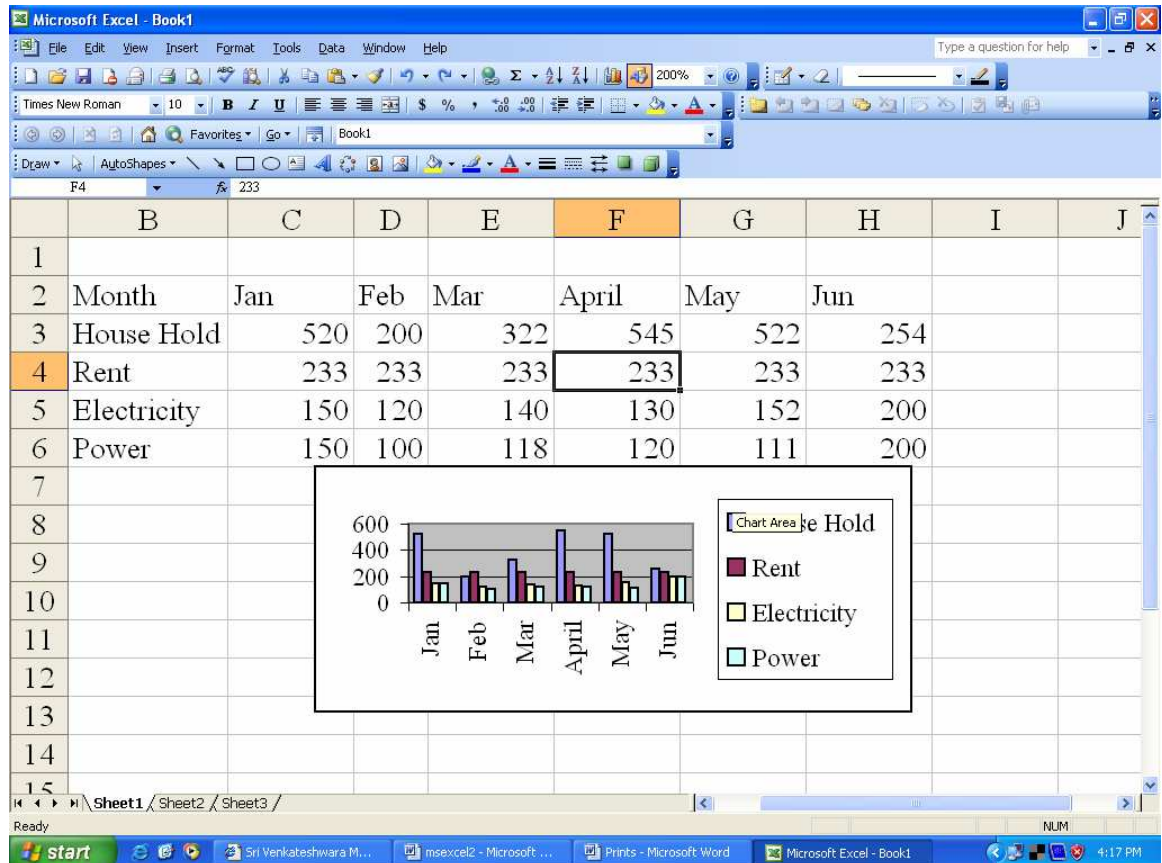 Microsoft Excel - Book1
File Edit View Insert Format Tools Data Window Help Type a question for help
200%
Times New Roman 10 B I U $ % ,
Favorites Go Book1
Draw AutoShapes
F4 fx 233
B C D E F G H I J
1
2 Month Jan Feb Mar April May Jun
3 House Hold 520 200 322 545 522 254
4 Rent 233 233 233 233 233 233
5 Electricity 150 120 140 130 152 200
6 Power 150 100 118 120 111 200
7
8
9
10
11
12
13
14
15
600
400
200
0
Jan Feb Mar April May Jun
Chart Area se Hold
Rent
Electricity
Power
Sheet1 / Sheet2 / Sheet3 /
Ready NUM
start Sri Venkateshwara M... msexcel2 - Microsoft ... Prints - Microsoft Word Microsoft Excel - Book1 4:17 PM